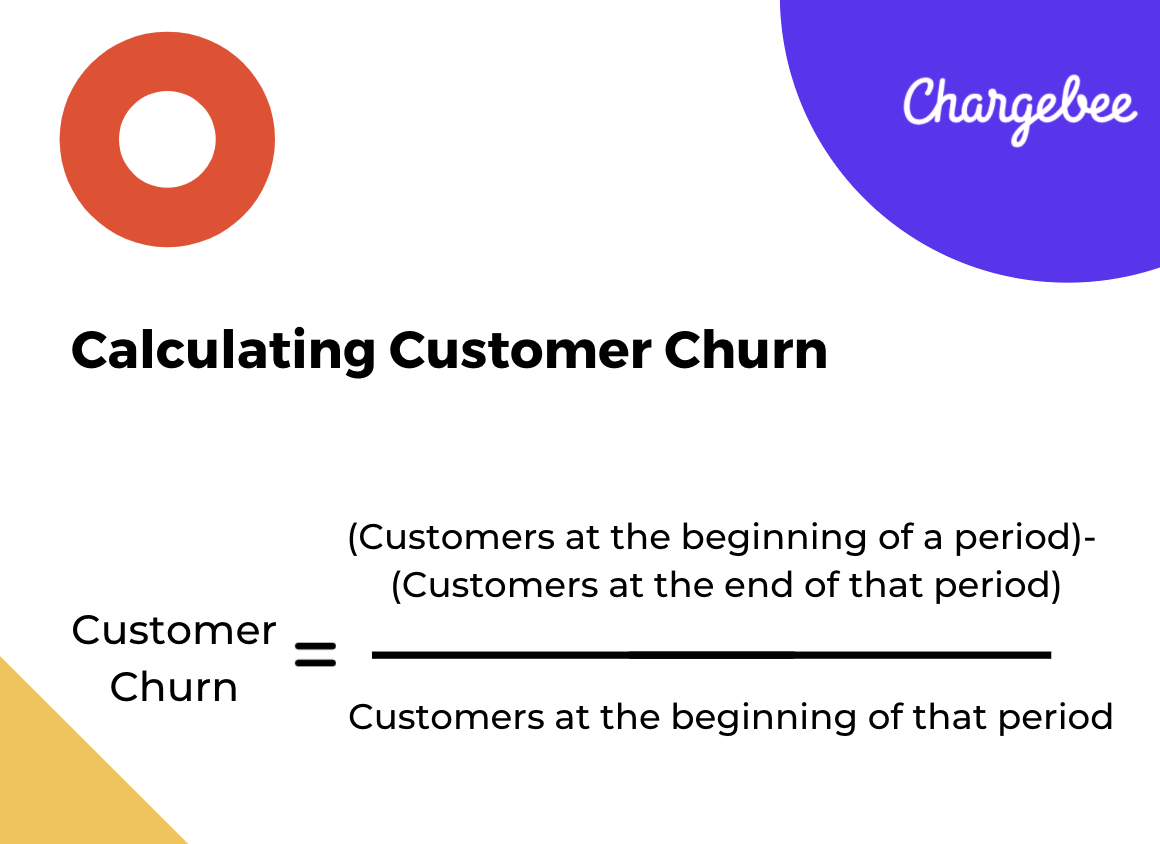 Chargebee
Calculating Customer Churn
(Customers at the beginning of a period)-
(Customers at the end of that period)
Customer
Churn
=
Customers at the beginning of that period